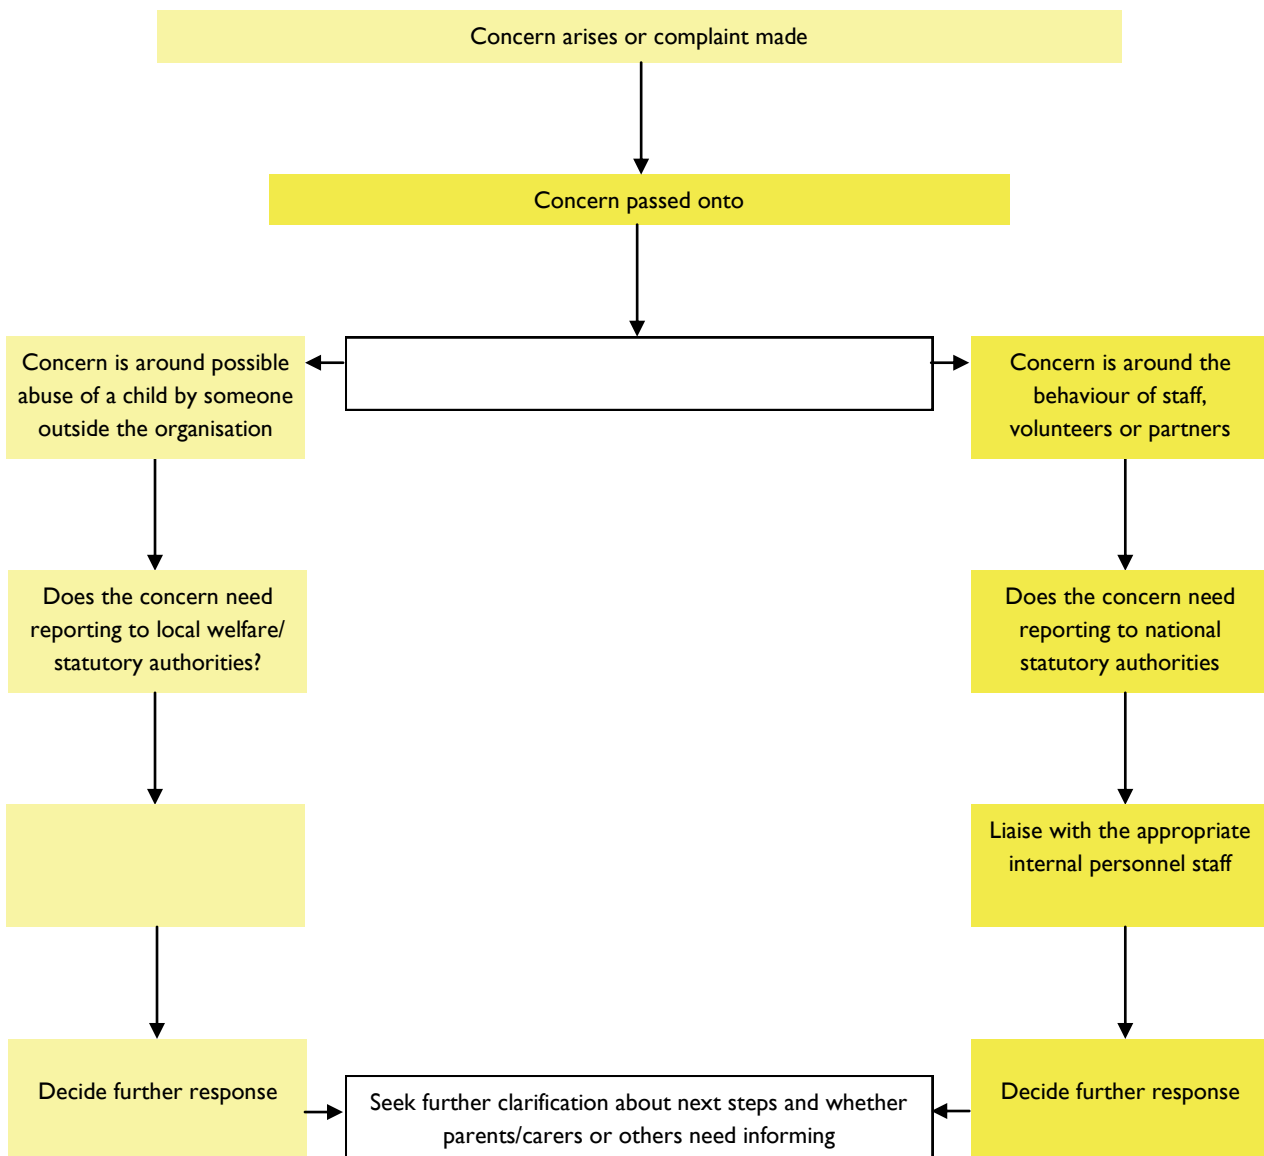 Concern arises or complaint made
Concern passed onto
Concern is around possible
abuse of a child by someone
outside the organisation
Concern is around the
behaviour of staff,
volunteers or partners
Does the concern need
reporting to local welfare/
statutory authorities?
Does the concern need
reporting to national
statutory authorities
Liaise with the appropriate
internal personnel staff
Decide further response
Seek further clarification about next steps and whether
parents/carers or others need informing
Decide further response